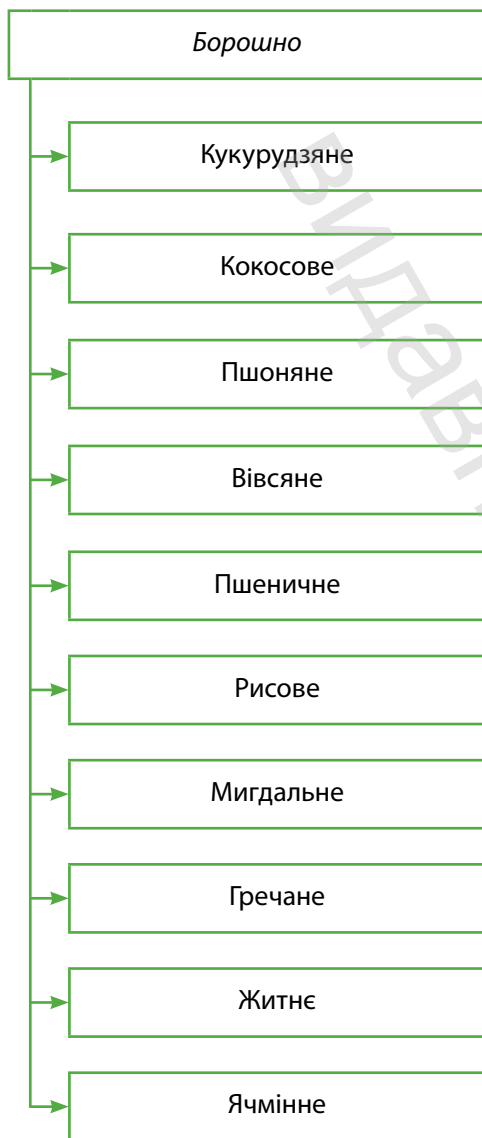 Борошно
Кукурудзяне
Кокосове
Пшоняне
Вівсяне
Пшеничне
Рисове
Мигдальне
Гречане
Житнє
Ячмінне